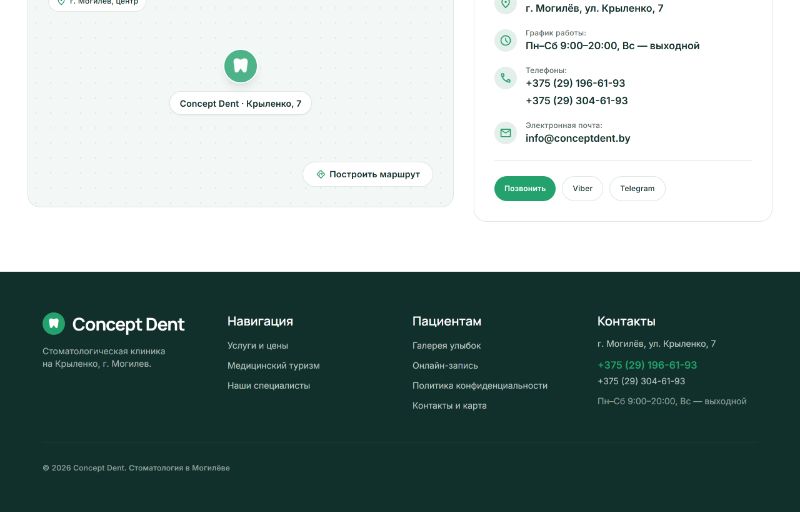 г. Могилёв, центр
Concept Dent · Крыленко, 7
Построить маршрут
г. Могилёв, ул. Крыленко, 7
График работы:
Пн–Сб 9:00–20:00, Вс — выходной
Телефоны:
+375 (29) 196-61-93
+375 (29) 304-61-93
Электронная почта:
info@conceptdent.by
Позвонить
Viber
Telegram
Concept Dent
Стоматологическая клиника
на Крыленко, г. Могилев.
Навигация
Услуги и цены
Медицинский туризм
Наши специалисты
Пациентам
Галерея улыбок
Онлайн-запись
Политика конфиденциальности
Контакты и карта
Контакты
г. Могилёв, ул. Крыленко, 7
+375 (29) 196-61-93
+375 (29) 304-61-93
Пн–Сб 9:00–20:00, Вс — выходной
© 2026 Concept Dent. Стоматология в Могилёве